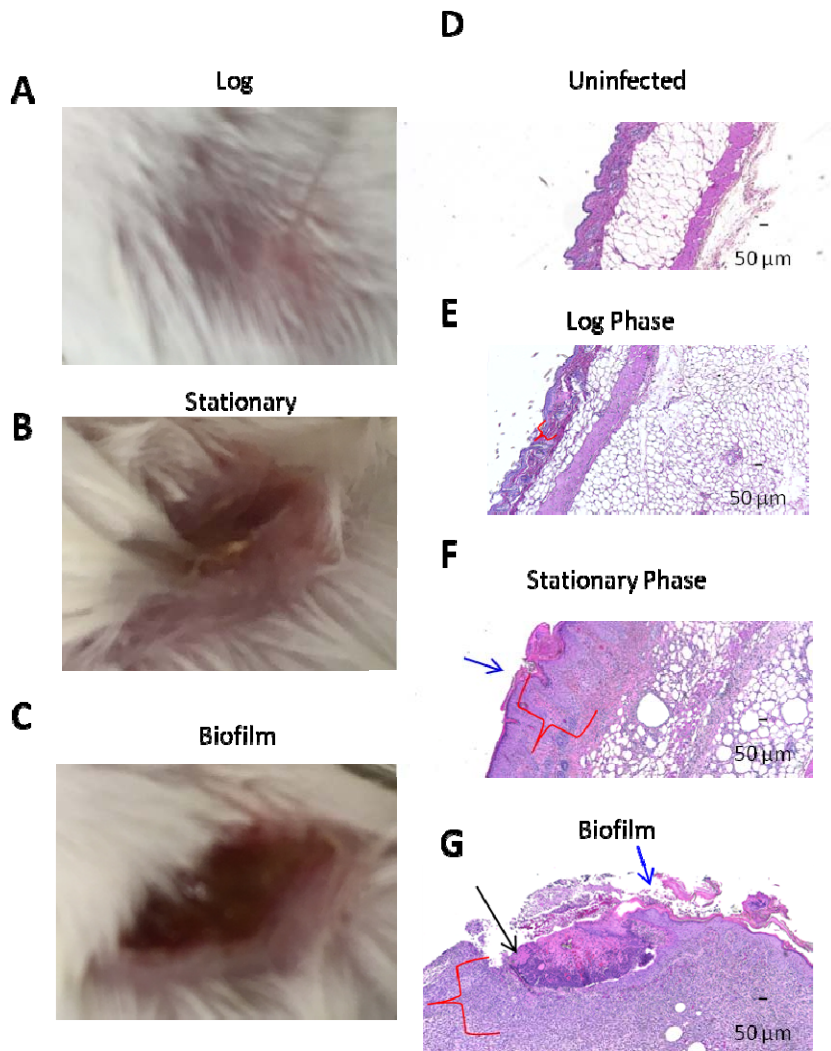 A
Log
B
Stationary
C
Biofilm
D
Uninfected
50 μm
E
Log Phase
50 μm
F
Stationary Phase
50 μm
G
Biofilm
50 μm